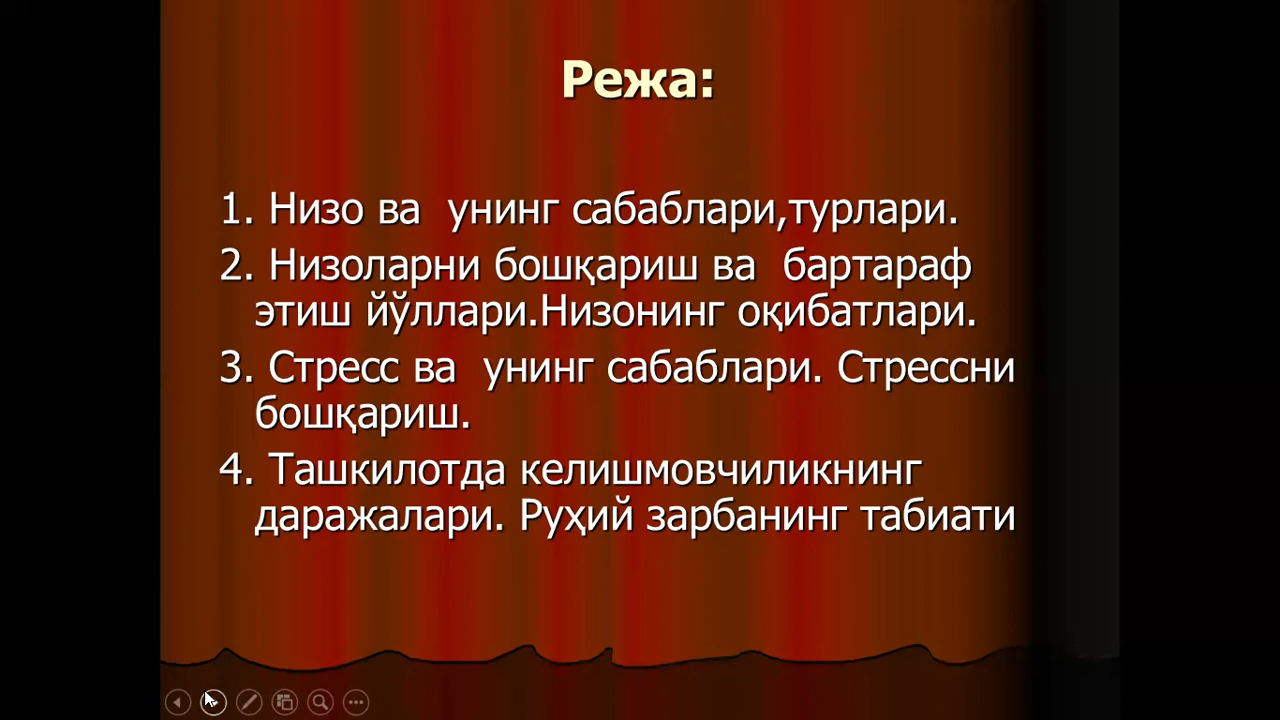 Режа:
1. Низо ва унинг сабаблари,турлари.
2. Низоларни бошқариш ва бартараф
этиш йўллари.Низонинг оқибатлари.
3. Стресс ва унинг сабаблари. Стрессни
бошқариш.
4. Ташкилотда келишмовчиликнинг
даражалари. Руҳий зарбанинг табиати